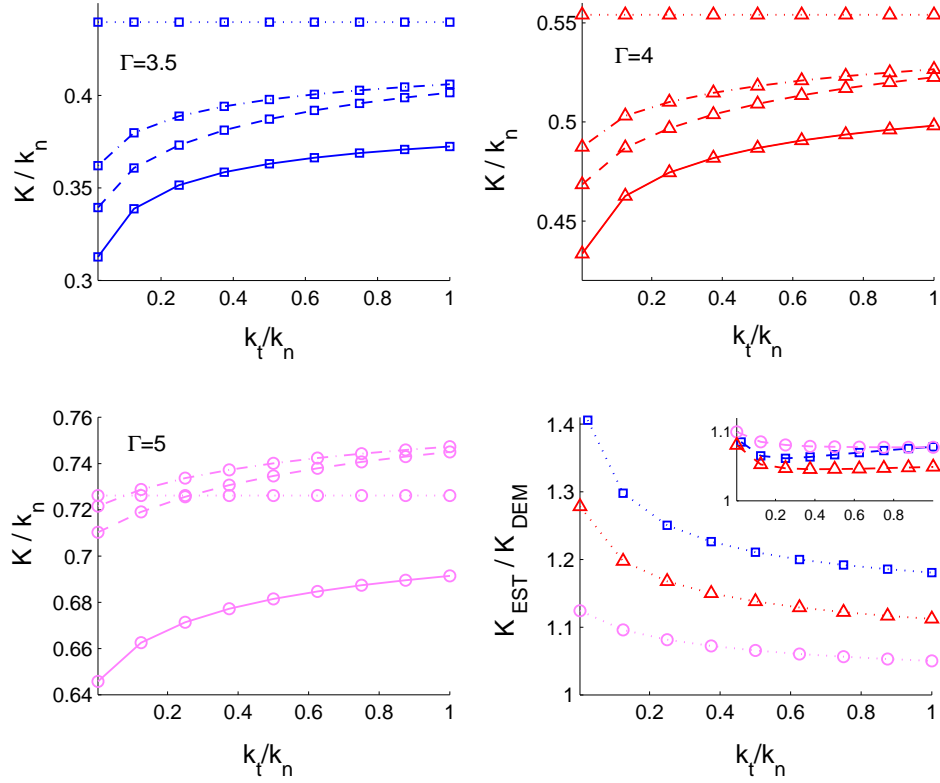 Γ=3.5
0.4
0.35
0.3
K / k_n
0.2 0.4 0.6 0.8 1
k_t/k_n
Γ=4
0.55
0.5
0.45
K / k_n
0.2 0.4 0.6 0.8 1
k_t/k_n
Γ=5
0.76
0.74
0.72
0.7
0.68
0.66
0.64
K / k_n
0.2 0.4 0.6 0.8 1
k_t/k_n
1.4
1.3
1.2
1.1
1
K_EST / K_DEM
0.2 0.4 0.6 0.8 1
k_t/k_n
1.1
1
0.2 0.4 0.6 0.8